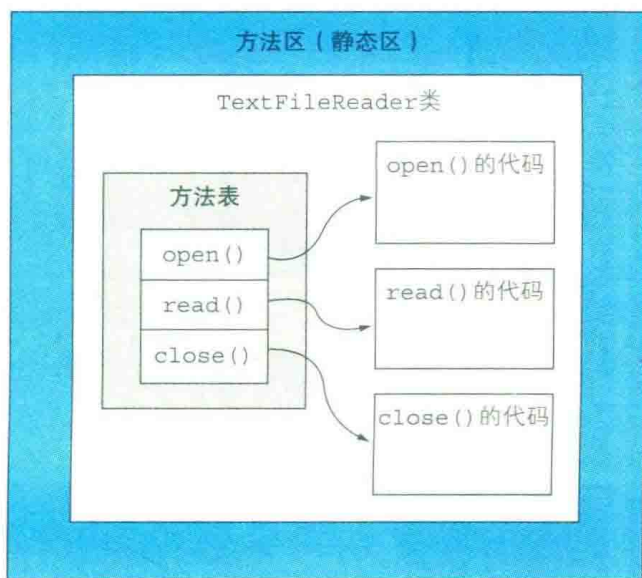 方法区（静态区）
TextFileReader类
方法表
open()
read()
close()
open()的代码
read()的代码
close()的代码